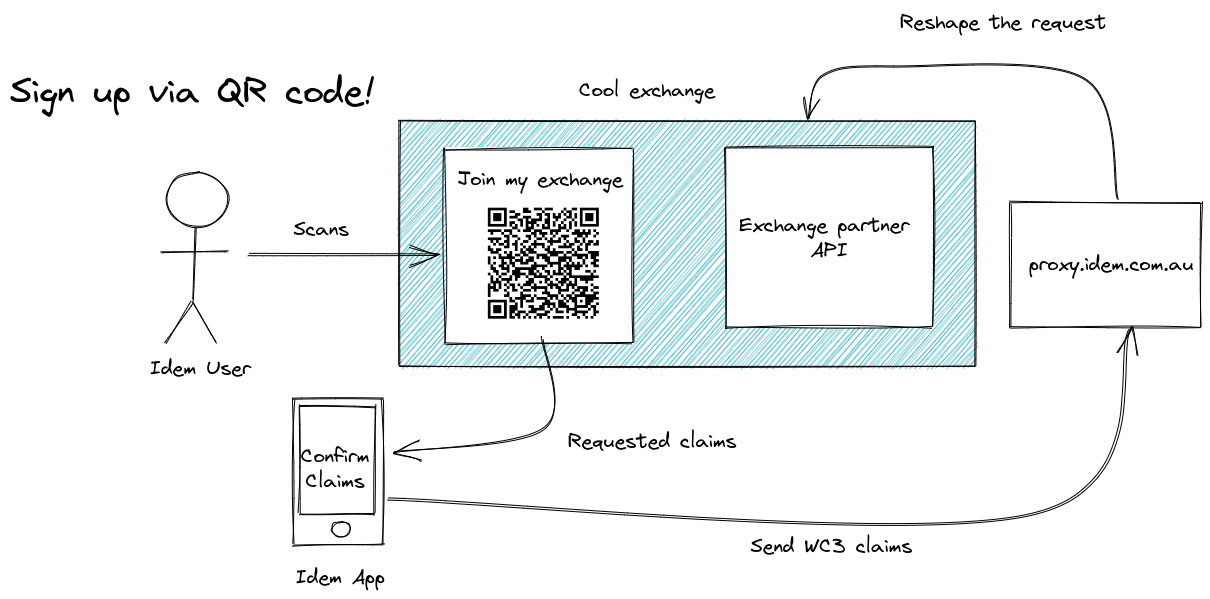 Reshape the request
Sign up via QR code!
Cool exchange
Join my exchange
Scans
Exchange partner
API
proxy.idem.com.au
Idem User
Requested claims
Confirm
Claims
Send WC3 claims
Idem App